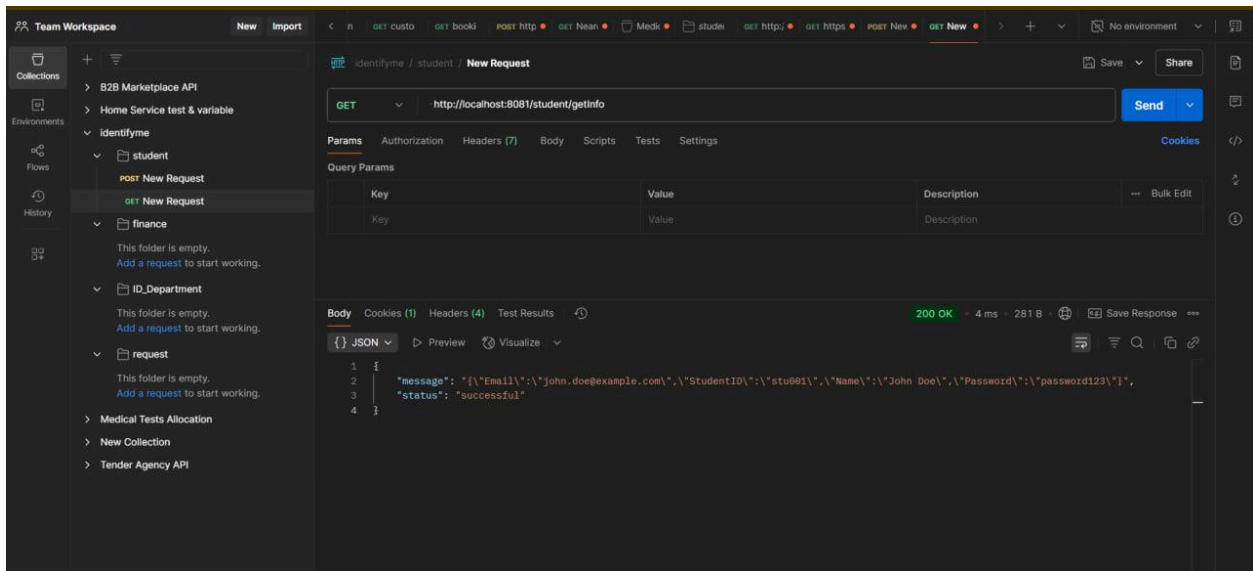 Team Workspace New Import
n GET custo GET booki POST http GET Nean Medic studer GET http:/ GET https POST New GET New No environment
Collections
Environments
Flows
History
B2B Marketplace API
Home Service test & variable
identifyme
student
POST New Request
GET New Request
finance
This folder is empty.
Add a request to start working.
ID_Department
This folder is empty.
Add a request to start working.
request
This folder is empty.
Add a request to start working.
Medical Tests Allocation
New Collection
Tender Agency API
HTTP identifyme / student / New Request Save Share
GET http://localhost:8081/student/getInfo Send
Params Authorization Headers (7) Body Scripts Tests Settings Cookies
Query Params
Key Value Description Bulk Edit
Key Value Description
Body Cookies (1) Headers (4) Test Results 200 OK 4 ms 281 B Save Response
{} JSON Preview Visualize
1 {
2 "message": "{\"Email\":\"john.doe@example.com\",\"StudentID\":\"stu001\",\"Name\":\"John Doe\",\"Password\":\"password123\"}",
3 "status": "successful"
4 }